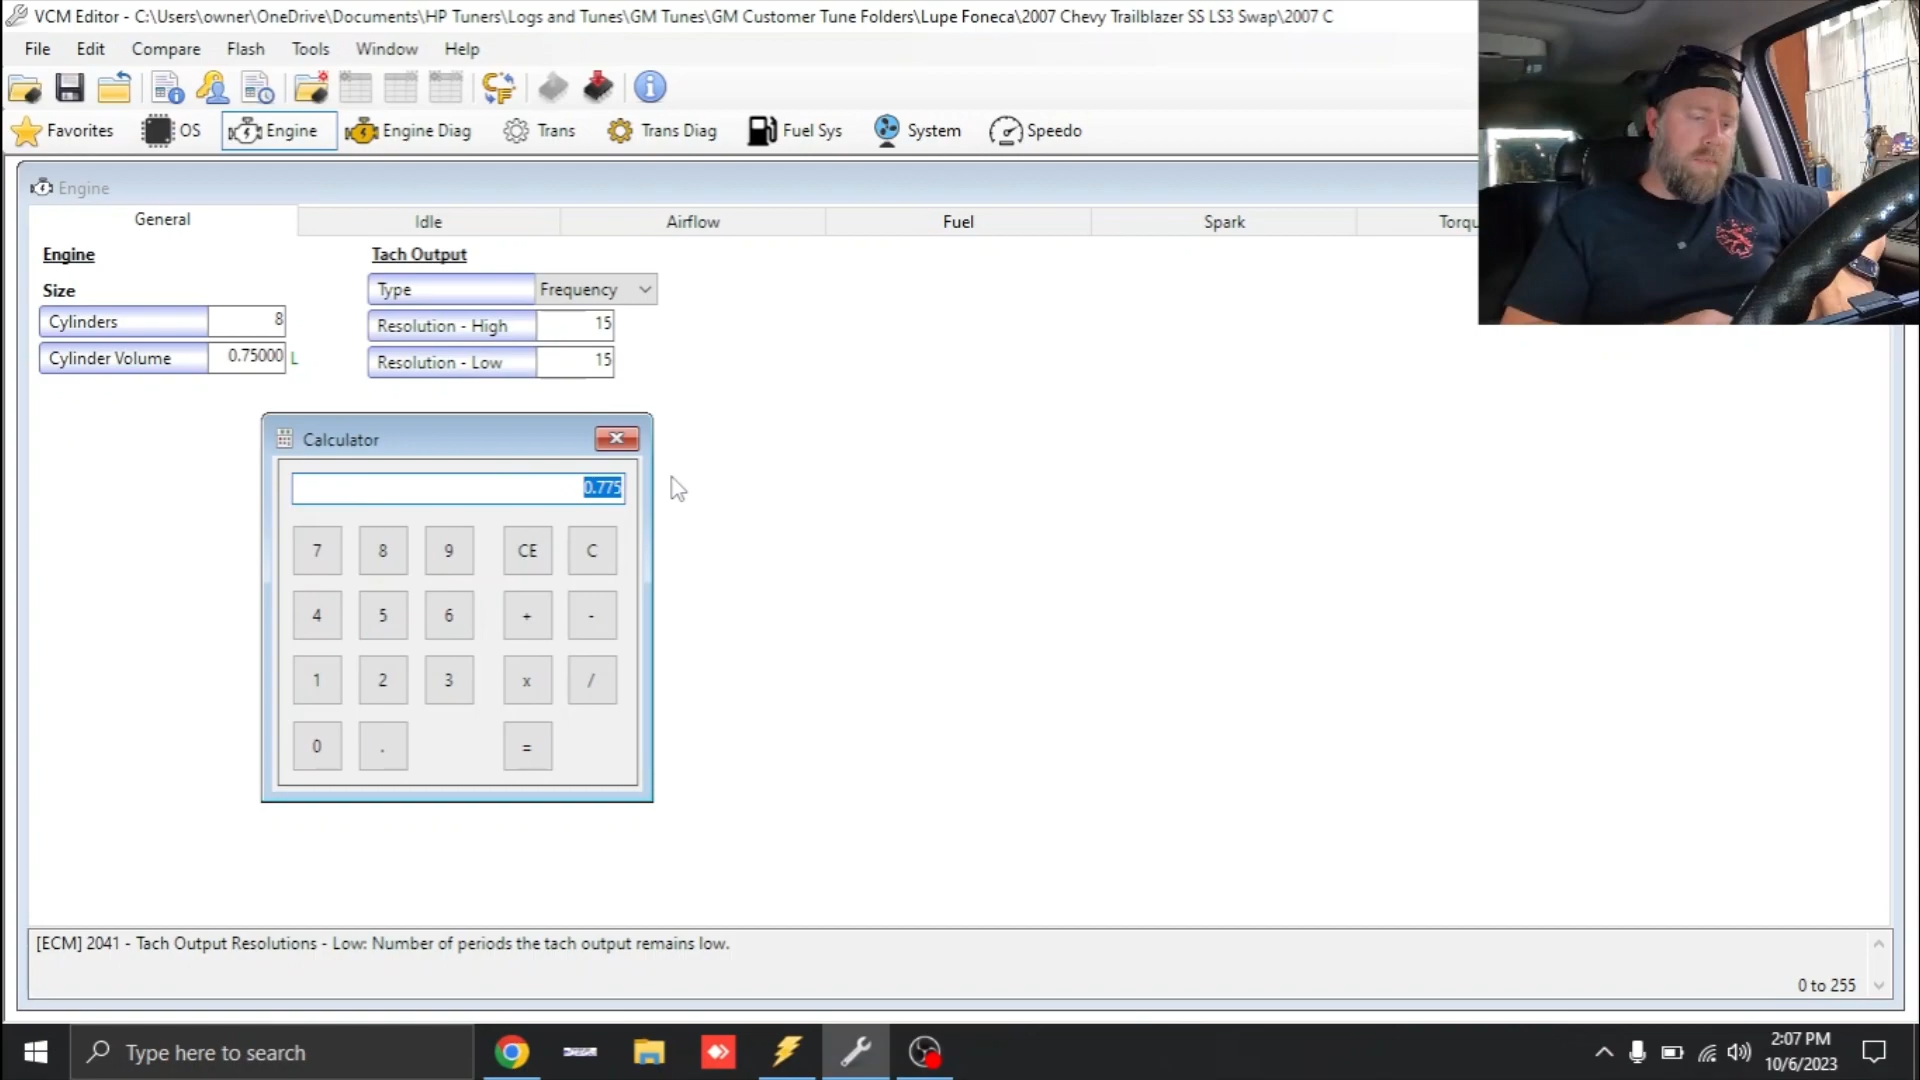 VCM Editor - C:\Users\owner\OneDrive\Documents\HP Tuners\Logs and Tunes\GM Tunes\GM Customer Tune Folders\Lupe Foneca\2007 Chevy Trailblazer SS LS3 Swap\2007 C
File Edit Compare Flash Tools Window Help
Favorites OS Engine Engine Diag Trans Trans Diag Fuel Sys System Speedo
Engine
General Idle Airflow Fuel Spark Torqu
Engine Tach Output
Size Type Frequency
Cylinders 8 Resolution - High 15
Cylinder Volume 0.75000 L Resolution - Low 15
Calculator
0.775
7 8 9 CE C
4 5 6 + -
1 2 3 x /
0 . =
[ECM] 2041 - Tach Output Resolutions - Low: Number of periods the tach output remains low.
0 to 255
Type here to search
2:07 PM
10/6/2023